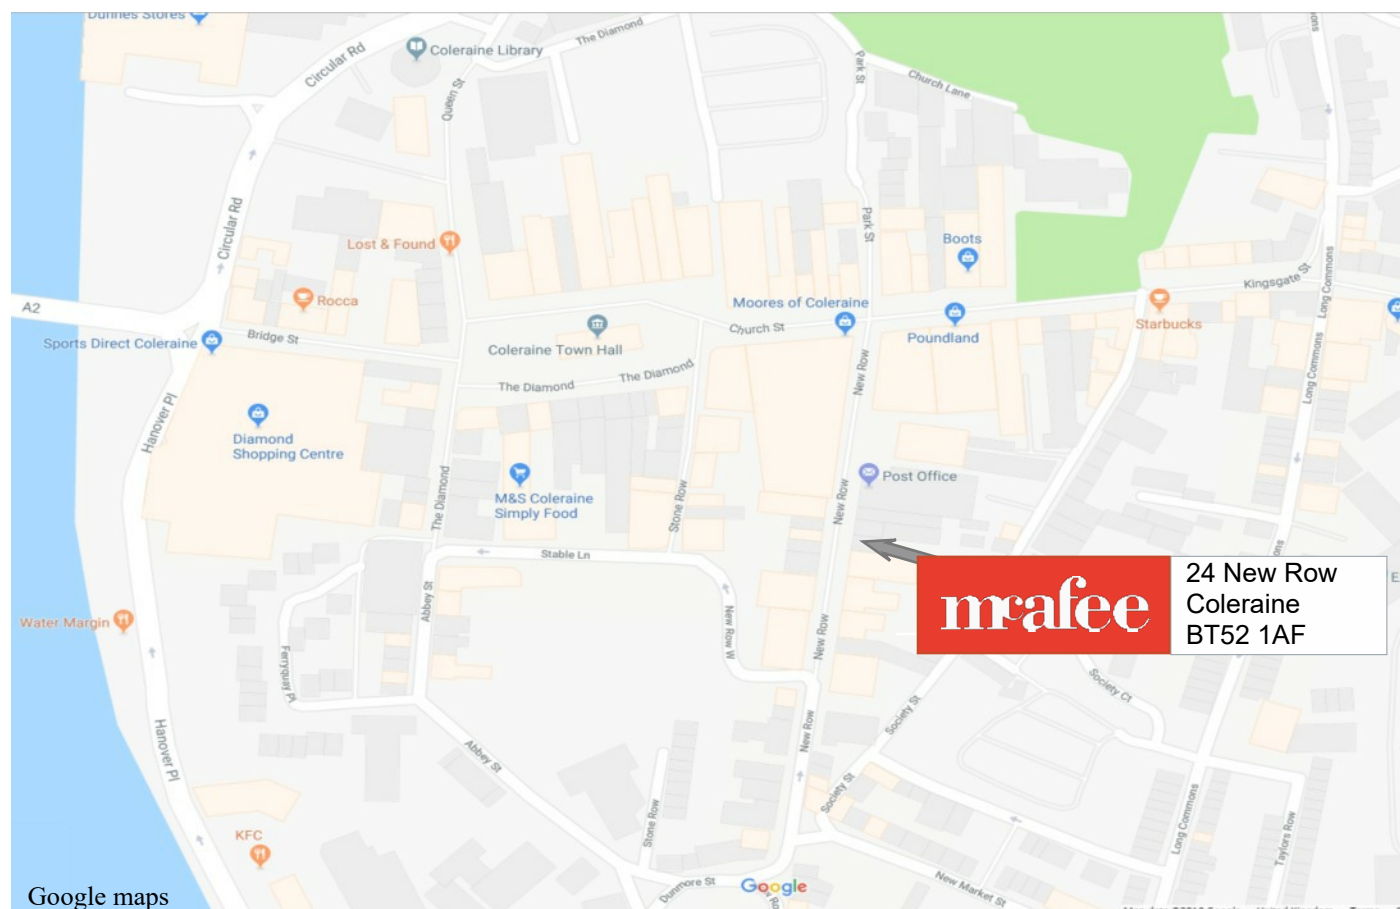 Dunnes Stores
Circular Rd
Coleraine Library
The Diamond
Queen St
Park St
Church Lane
Circular Rd
Lost & Found
Park St
Boots
Rocca
A2
Kingsgate St
Long Commons
Moores of Coleraine
Church St
Poundland
Starbucks
Sports Direct Coleraine
Bridge St
Coleraine Town Hall
The Diamond
The Diamond
New Row
Long Commons
Hanover Pl
Diamond
Shopping Centre
The Diamond
M&S Coleraine
Simply Food
Stone Row
New Row
Post Office
Stable Ln
Abbey St
New Row W
New Row
mcafee
24 New Row
Coleraine
BT52 1AF
Water Margin
Ferryquay Pl
Society Ct
Society St
Hanover Pl
Abbey St
New Row
Society St
Stone Row
Long Commons
Taylors Row
KFC
Dunmore St
Google
New Market St
Google maps